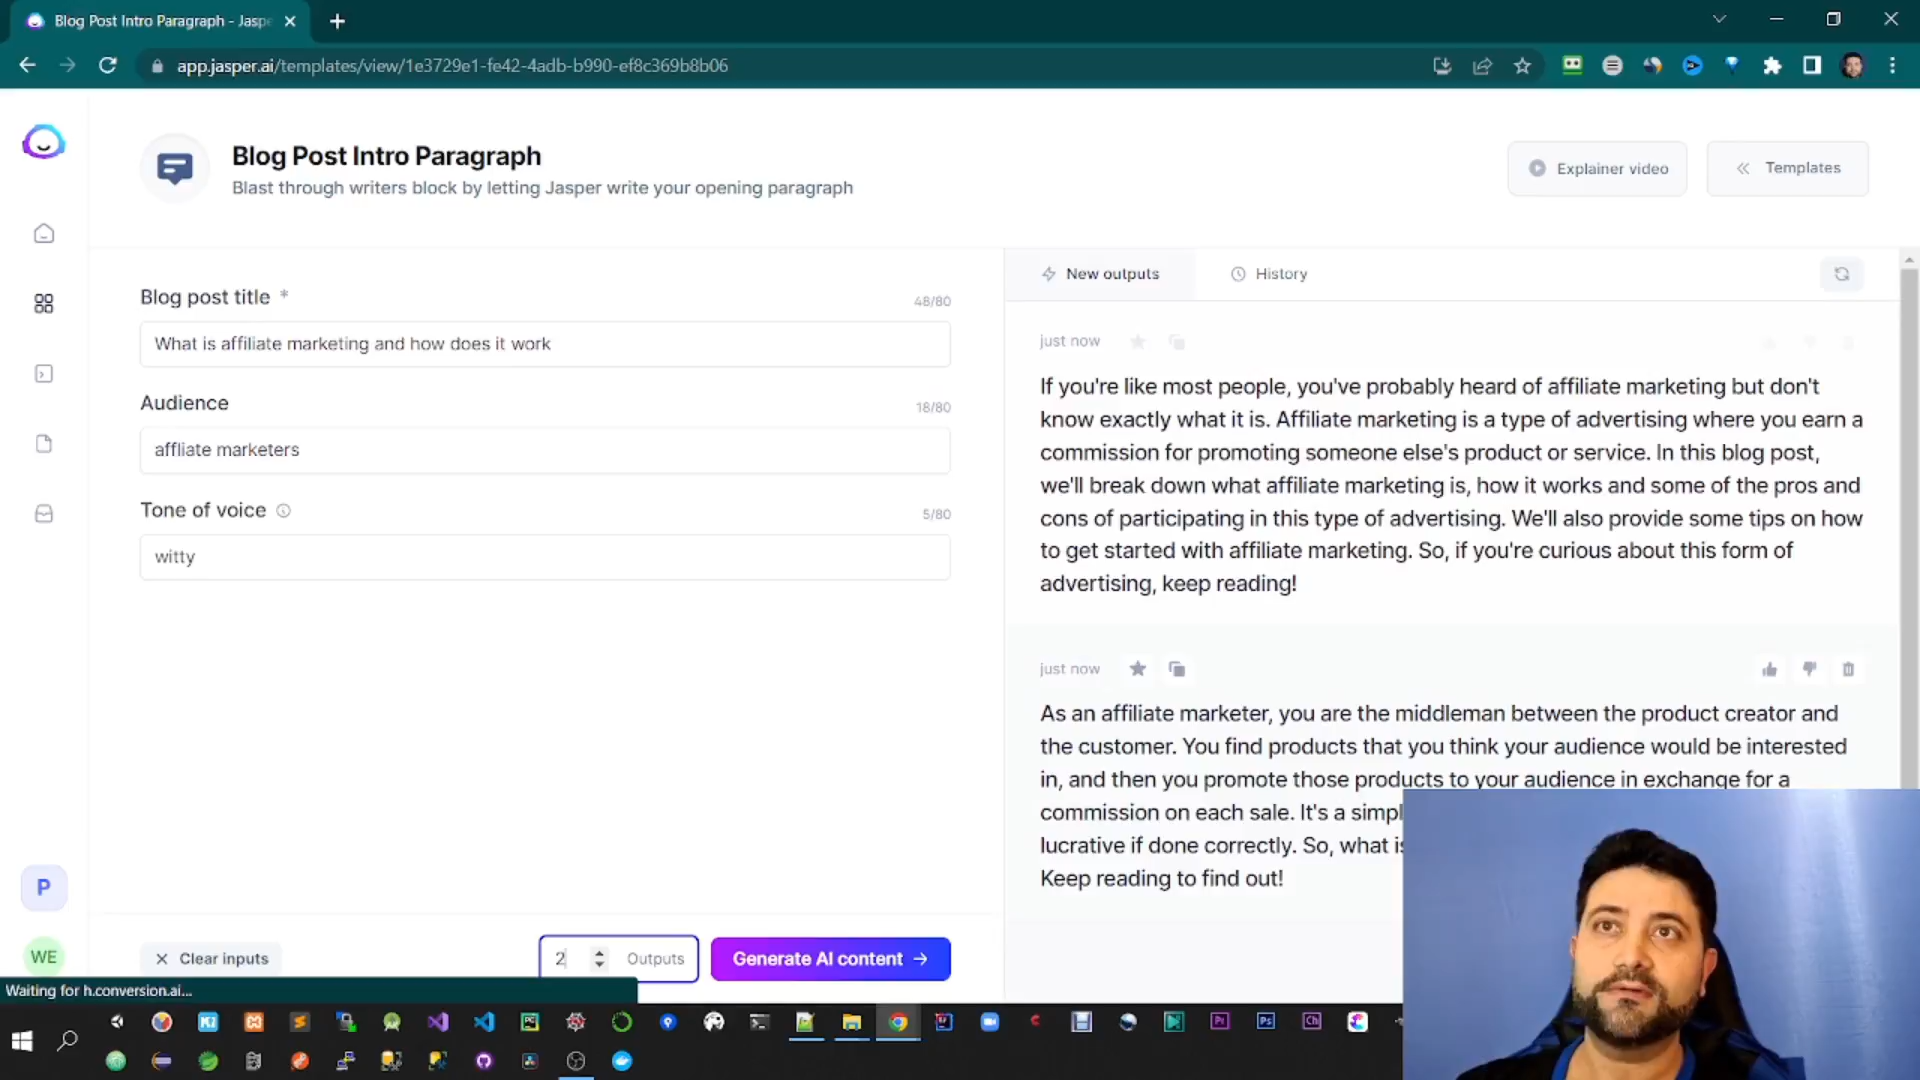 Blog Post Intro Paragraph - Jasp
app.jasper.ai/templates/view/1e3729e1-fe42-4adb-b990-ef8c369b8b06
Blog Post Intro Paragraph
Blast through writers block by letting Jasper write your opening paragraph
Explainer video
Templates
Blog post title *
48/80
What is affiliate marketing and how does it work
Audience
18/80
affliate marketers
Tone of voice
5/80
witty
New outputs
History
just now
If you're like most people, you've probably heard of affiliate marketing but don't
know exactly what it is. Affiliate marketing is a type of advertising where you earn a
commission for promoting someone else's product or service. In this blog post,
we'll break down what affiliate marketing is, how it works and some of the pros and
cons of participating in this type of advertising. We'll also provide some tips on how
to get started with affiliate marketing. So, if you're curious about this form of
advertising, keep reading!
just now
As an affiliate marketer, you are the middleman between the product creator and
the customer. You find products that you think your audience would be interested
in, and then you promote those products to your audience in exchange for a
commission on each sale. It's a simpl
lucrative if done correctly. So, what is
Keep reading to find out!
P
WE
Clear inputs
2
Outputs
Generate AI content
Waiting for h.conversion.ai...